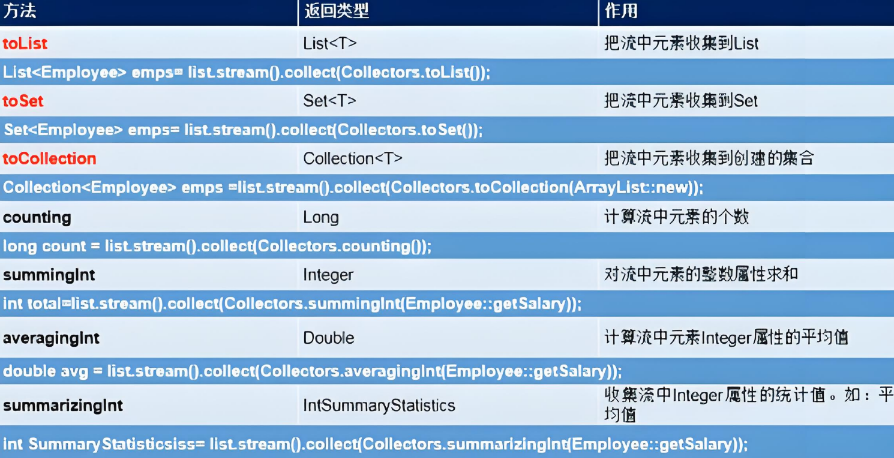 方法 返回类型 作用
toList List<T> 把流中元素收集到List
List<Employee> emps= list.stream().collect(Collectors.toList());
toSet Set<T> 把流中元素收集到Set
Set<Employee> emps= list.stream().collect(Collectors.toSet());
toCollection Collection<T> 把流中元素收集到创建的集合
Collection<Employee> emps =list.stream().collect(Collectors.toCollection(ArrayList::new));
counting Long 计算流中元素的个数
long count = list.stream().collect(Collectors.counting());
summingInt Integer 对流中元素的整数属性求和
int total=list.stream().collect(Collectors.summingInt(Employee::getSalary));
averagingInt Double 计算流中元素Integer属性的平均值
double avg = list.stream().collect(Collectors.averagingInt(Employee::getSalary));
summarizingInt IntSummaryStatistics 收集流中Integer属性的统计值。如：平
均值
int SummaryStatisticsiss= list.stream().collect(Collectors.summarizingInt(Employee::getSalary));